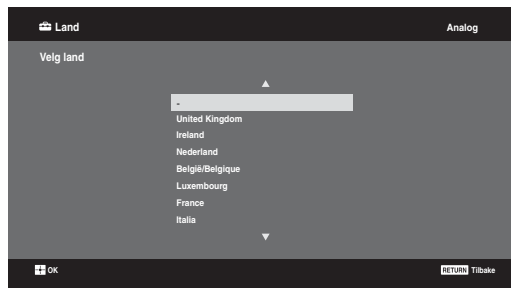 Land
Analog
Velg land
-
United Kingdom
Ireland
Nederland
België/Belgique
Luxembourg
France
Italia
OK
RETURN Tilbake